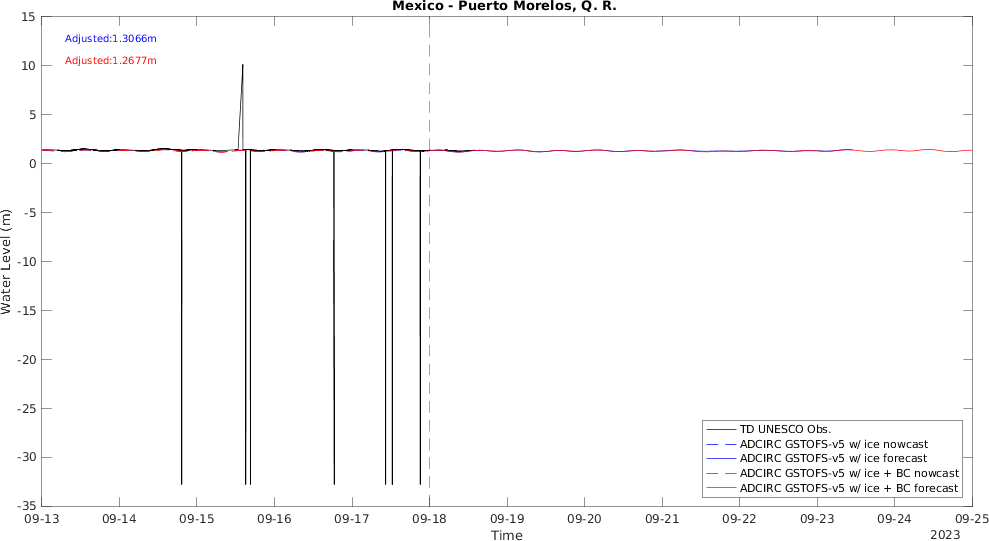 Mexico - Puerto Morelos, Q. R.
Adjusted:1.3066m
Adjusted:1.2677m
15
10
5
0
-5
-10
-15
-20
-25
-30
-35
Water Level (m)
TD UNESCO Obs.
ADCIRC GSTOFS-v5 w/ ice nowcast
ADCIRC GSTOFS-v5 w/ ice forecast
ADCIRC GSTOFS-v5 w/ ice + BC nowcast
ADCIRC GSTOFS-v5 w/ ice + BC forecast
09-13 09-14 09-15 09-16 09-17 09-18 09-19 09-20 09-21 09-22 09-23 09-24 09-25
Time
2023